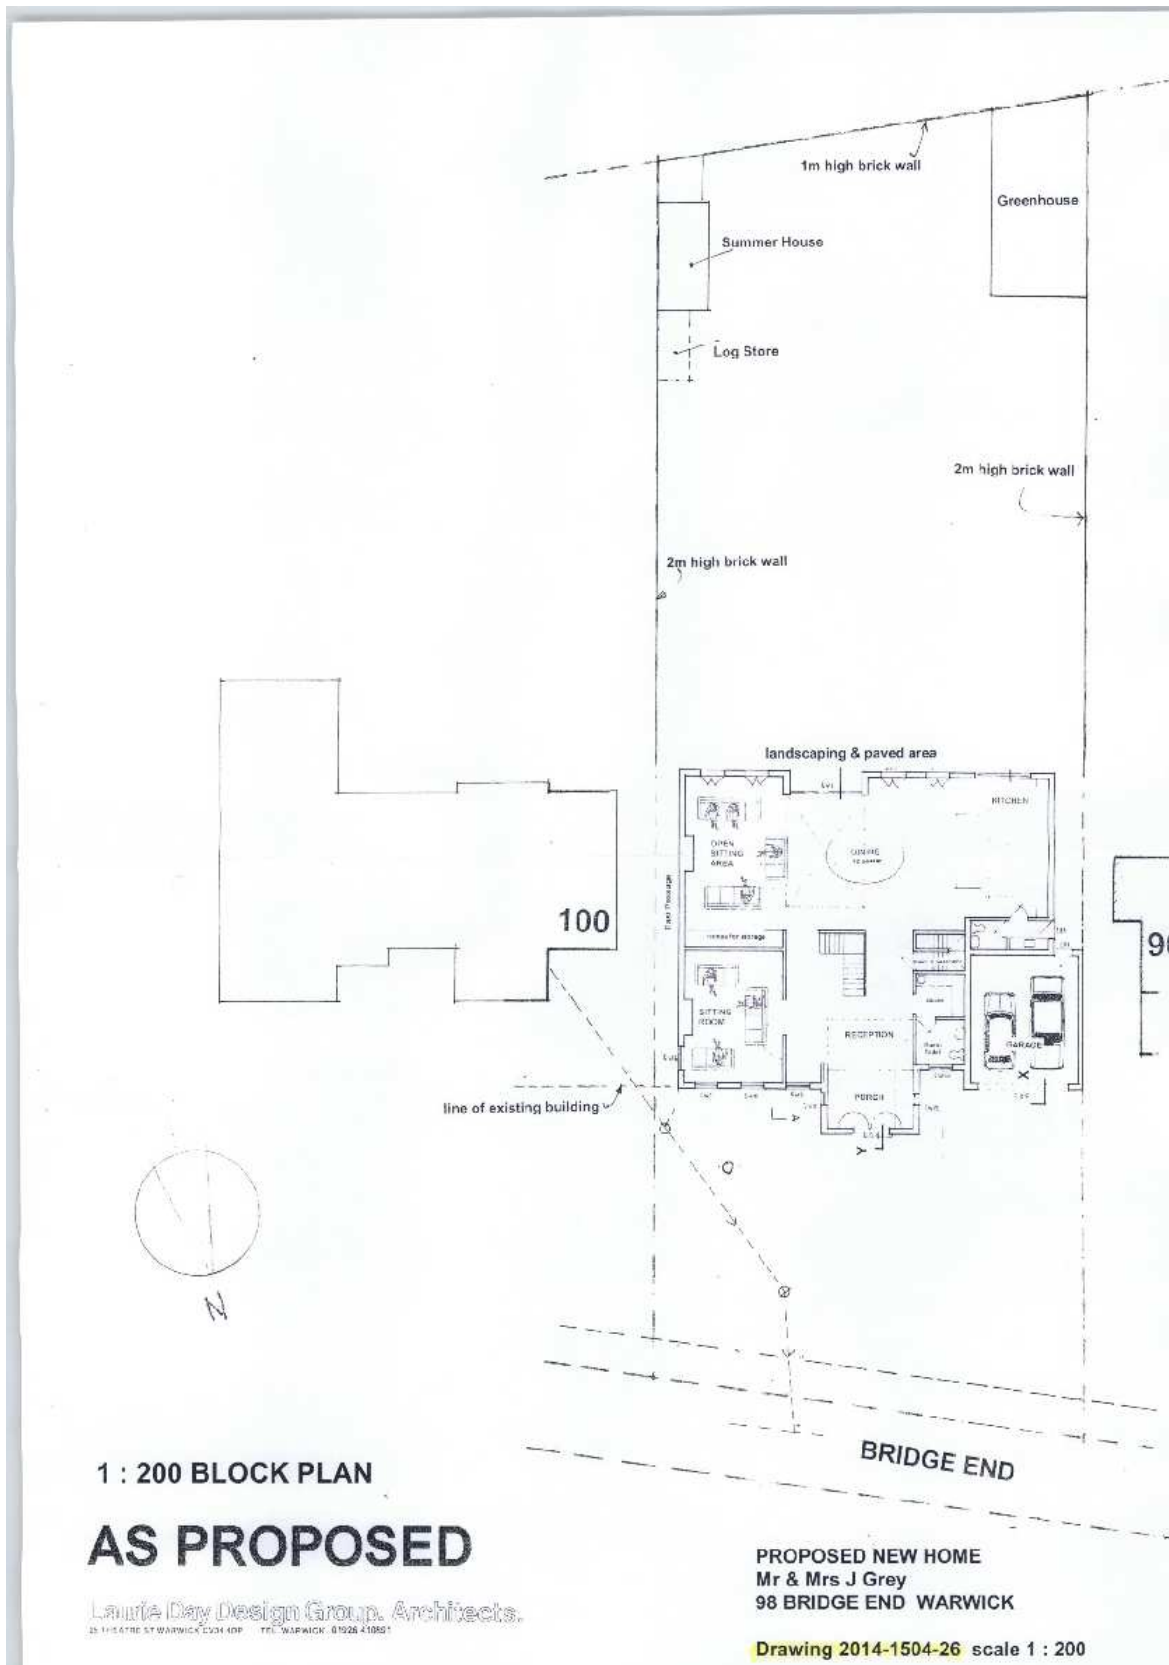 1m high brick wall
Greenhouse
Summer House
Log Store
2m high brick wall
2m high brick wall
landscaping & paved area
KITCHEN
OPEN
SITTING
AREA
DINING
100
SITTING
ROOM
RECEPTION
GARAGE
X
PORCH
A
Y
line of existing building
N
BRIDGE END
1 : 200 BLOCK PLAN
AS PROPOSED
Laurie Day Design Group. Architects.
TEL. WARWICK
PROPOSED NEW HOME
Mr & Mrs J Grey
98 BRIDGE END WARWICK
Drawing 2014-1504-26 scale 1 : 200